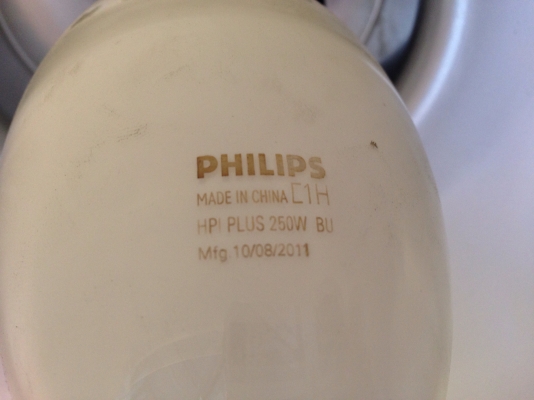 PHILIPS
MADE IN CHINA E1H
HPI PLUS 250W BU
Mfg 10/08/2011